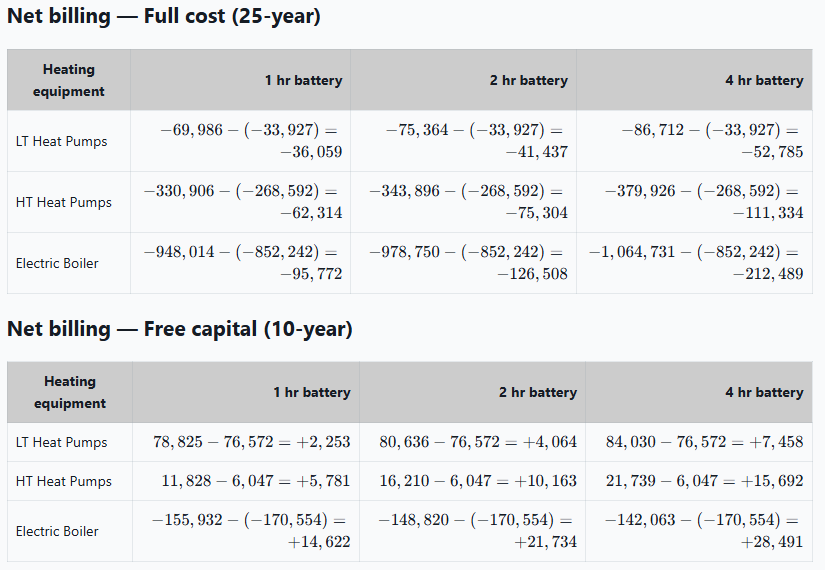 Net billing — Full cost (25-year)
Heating equipment | 1 hr battery | 2 hr battery | 4 hr battery
LT Heat Pumps | −69,986 − (−33,927) = −36,059 | −75,364 − (−33,927) = −41,437 | −86,712 − (−33,927) = −52,785
HT Heat Pumps | −330,906 − (−268,592) = −62,314 | −343,896 − (−268,592) = −75,304 | −379,926 − (−268,592) = −111,334
Electric Boiler | −948,014 − (−852,242) = −95,772 | −978,750 − (−852,242) = −126,508 | −1,064,731 − (−852,242) = −212,489
Net billing — Free capital (10-year)
Heating equipment | 1 hr battery | 2 hr battery | 4 hr battery
LT Heat Pumps | 78,825 − 76,572 = +2,253 | 80,636 − 76,572 = +4,064 | 84,030 − 76,572 = +7,458
HT Heat Pumps | 11,828 − 6,047 = +5,781 | 16,210 − 6,047 = +10,163 | 21,739 − 6,047 = +15,692
Electric Boiler | −155,932 − (−170,554) = +14,622 | −148,820 − (−170,554) = +21,734 | −142,063 − (−170,554) = +28,491